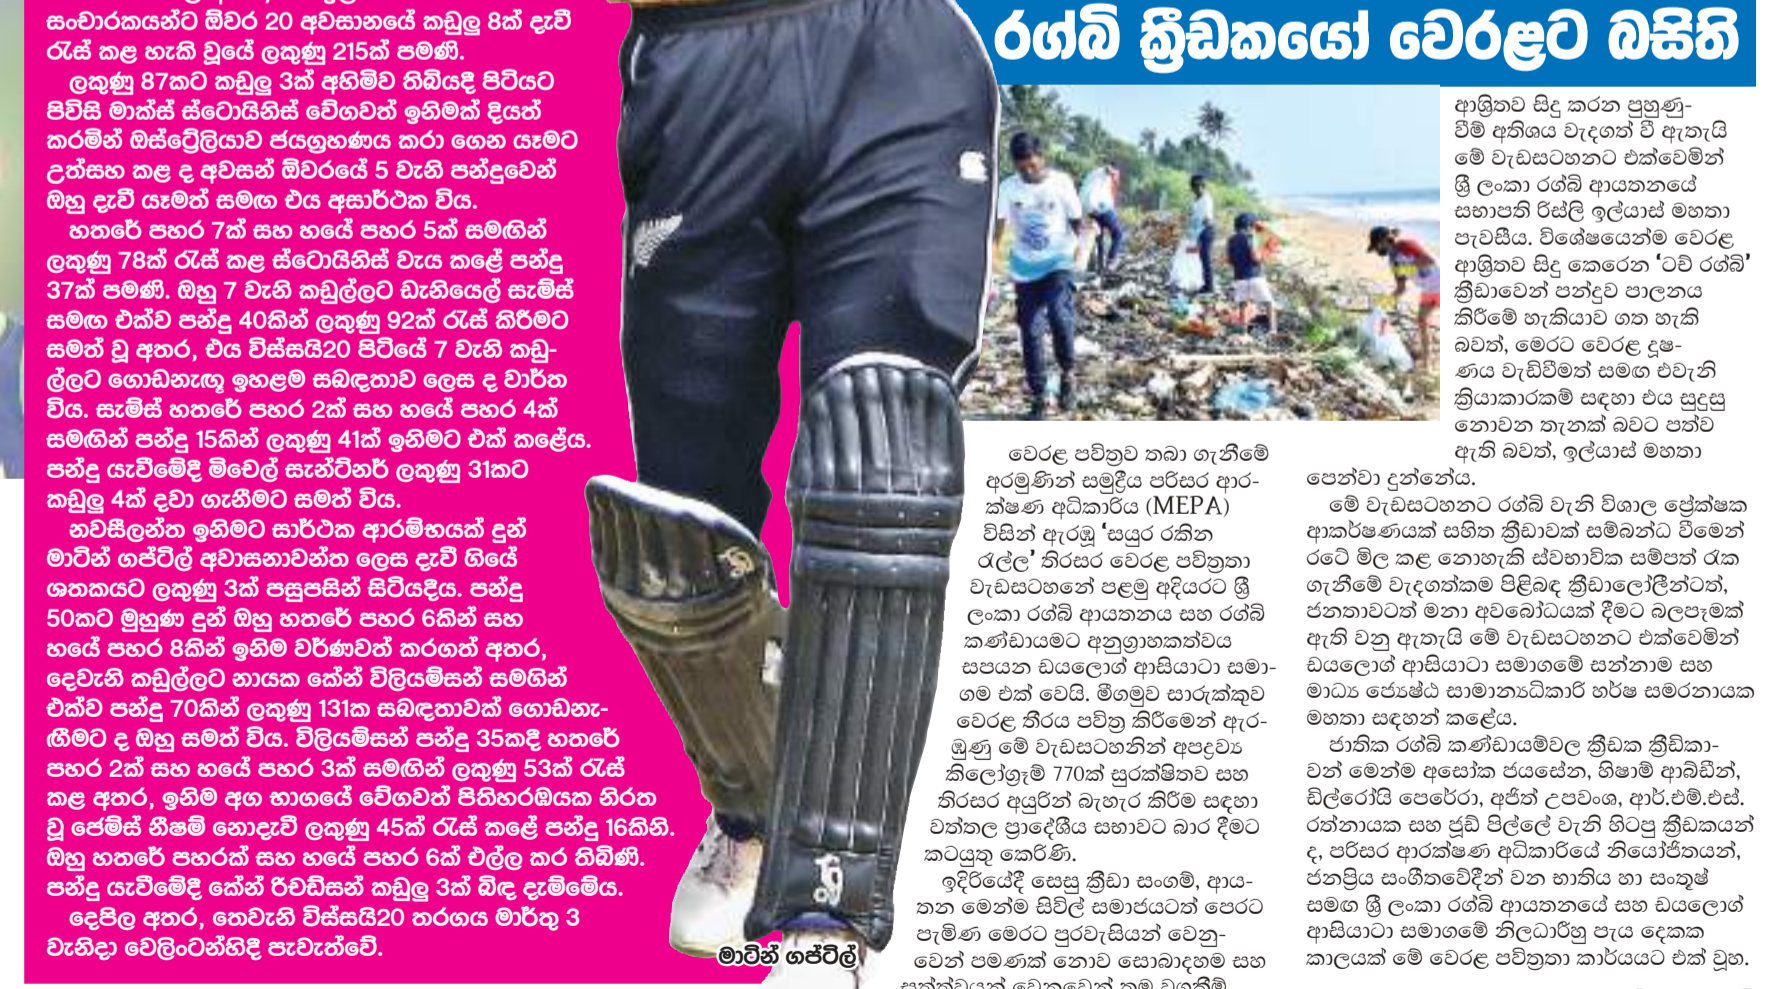 සංචාරකයන්ට ඕවර 20 අවසානයේ කඩුලු 8ක් දැවී
රැස් කළ හැකි වූයේ ලකුණු 215ක් පමණි.
ලකුණු 87කට කඩුලු 3ක් අහිමිව තිබියදී පිටියට
පිවිසි මාක්ස් ස්ටොයිනිස් වේගවත් ඉනිමක් දියත්
කරමින් ඔස්ට්‍රේලියාව ජයග්‍රහණය කරා ගෙන යෑමට
උත්සහ කළ ද අවසන් ඕවරයේ 5 වැනි පන්දුවෙන්
ඔහු දැවී යෑමත් සමඟ එය අසාර්ථක විය.
හතරේ පහර 7ක් සහ හයේ පහර 5ක් සමඟින්
ලකුණු 78ක් රැස් කළ ස්ටොයිනිස් වැය කළේ පන්දු
37ක් පමණි. ඔහු 7 වැනි කඩුල්ලට ඩැනියෙල් සැම්ස්
සමඟ එක්ව පන්දු 40කින් ලකුණු 92ක් රැස් කිරීමට
සමත් වූ අතර, එය විස්සයි20 පිටියේ 7 වැනි කඩු-
ල්ලට ගොඩනැඟූ ඉහළම සබඳතාව ලෙස ද වාර්ත
විය. සැම්ස් හතරේ පහර 2ක් සහ හයේ පහර 4ක්
සමඟින් පන්දු 15කින් ලකුණු 41ක් ඉනිමට එක් කළේය.
පන්දු යැවීමේදී මිචෙල් සැන්ට්නර් ලකුණු 31කට
කඩුලු 4ක් දවා ගැනීමට සමත් විය.
නවසීලන්ත ඉනිමට සාර්ථක ආරම්භයක් දුන්
මාටින් ගප්ටිල් අවාසනාවන්ත ලෙස දැවී ගියේ
ශතකයට ලකුණු 3ක් පසුපසින් සිටියදීය. පන්දු
50කට මුහුණ දුන් ඔහු හතරේ පහර 6කින් සහ
හයේ පහර 8කින් ඉනිම වර්ණවත් කරගත් අතර,
දෙවැනි කඩුල්ලට නායක කේන් විලියම්සන් සමගින්
එක්ව පන්දු 70කින් ලකුණු 131ක සබඳතාවක් ගොඩනැ-
ඟීමට ද ඔහු සමත් විය. විලියම්සන් පන්දු 35කදී හතරේ
පහර 2ක් සහ හයේ පහර 3ක් සමඟින් ලකුණු 53ක් රැස්
කළ අතර, ඉනිම අග භාගයේ වේගවත් පිතිහරඹයක නිරත
වූ ජෙම්ස් නීෂම් නොදැවී ලකුණු 45ක් රැස් කළේ පන්දු 16කිනි.
ඔහු හතරේ පහරක් සහ හයේ පහර 6ක් එල්ල කර තිබිණි.
පන්දු යැවීමේදී කේන් රිචඩ්සන් කඩුලු 3ක් බිඳ දැම්මේය.
දෙපිල අතර, තෙවැනි විස්සයි20 තරගය මාර්තු 3
වැනිදා වෙලිංටන්හිදී පැවැත්වේ.
මාටින් ගප්ටිල්
රග්බි ක්‍රීඩකයෝ වෙරළට බසිති
වෙරළ පවිත්‍රව තබා ගැනීමේ
අරමුණින් සමුද්‍රීය පරිසර ආර-
ක්ෂණ අධිකාරිය (MEPA)
විසින් ඇරඹූ ‘සයුර රකින
රැල්ල’ තිරසර වෙරළ පවිත්‍රතා
වැඩසටහනේ පළමු අදියරට ශ්‍රී
ලංකා රග්බි ආයතනය සහ රග්බි
කණ්ඩායමට අනුග්‍රාහකත්වය
සපයන ඩයලොග් ආසියාටා සමා-
ගම එක් වෙයි. මීගමුව සාරුක්කුව
වෙරළ තීරය පවිත්‍ර කිරීමෙන් ඇර-
ඹුණු මේ වැඩසටහනින් අපද්‍රව්‍ය
කිලෝග්‍රෑම් 770ක් සුරක්ෂිතව සහ
තිරසර අයුරින් බැහැර කිරීම සඳහා
වත්තල ප්‍රාදේශීය සභාවට බාර දීමට
කටයුතු කෙරිණි.
ඉදිරියේදී සෙසු ක්‍රීඩා සංගම්, ආය-
තන මෙන්ම සිවිල් සමාජයටත් පෙරට
පැමිණ මෙරට පුරවැසියන් වෙනු-
වෙන් පමණක් නොව සොබාදහම සහ
සත්ත්වයන් වෙනුවෙන් තම වගකීම්
ආශ්‍රිතව සිදු කරන පුහුණු-
වීම් අතිශය වැදගත් වී ඇතැයි
මේ වැඩසටහනට එක්වෙමින්
ශ්‍රී ලංකා රග්බි ආයතනයේ
සභාපති රිස්ලි ඉල්යාස් මහතා
පැවසීය. විශේෂයෙන්ම වෙරළ
ආශ්‍රිතව සිදු කෙරෙන ‘ටච් රග්බි’
ක්‍රීඩාවෙන් පන්දුව පාලනය
කිරීමේ හැකියාව ගත හැකි
බවත්, මෙරට වෙරළ දූෂ-
ණය වැඩිවීමත් සමඟ එවැනි
ක්‍රියාකාරකම් සඳහා එය සුදුසු
නොවන තැනක් බවට පත්ව
ඇති බවත්, ඉල්යාස් මහතා
පෙන්වා දුන්නේය.
මේ වැඩසටහනට රග්බි වැනි විශාල ප්‍රේක්ෂක
ආකර්ෂණයක් සහිත ක්‍රීඩාවක් සම්බන්ධ වීමෙන්
රටේ මිල කළ නොහැකි ස්වභාවික සම්පත් රැක
ගැනීමේ වැදගත්කම පිළිබඳ ක්‍රීඩාලෝලීන්ටත්,
ජනතාවටත් මනා අවබෝධයක් දීමට බලපෑමක්
ඇති වනු ඇතැයි මේ වැඩසටහනට එක්වෙමින්
ඩයලොග් ආසියාටා සමාගමේ සන්නාම සහ
මාධ්‍ය ජ්‍යෙෂ්ඨ සාමාන්‍යාධිකාරි හර්ෂ සමරනායක
මහතා සඳහන් කළේය.
ජාතික රග්බි කණ්ඩායම්වල ක්‍රීඩක ක්‍රීඩිකා-
වන් මෙන්ම අසෝක ජයසේන, හිෂාම් ආබ්ඩීන්,
ඩිල්රෝයි පෙරේරා, අජිත් උපවංශ, ආර්.එම්.එස්.
රත්නායක සහ ජූඩ් පිල්ලේ වැනි හිටපු ක්‍රීඩකයන්
ද, පරිසර ආරක්ෂණ අධිකාරියේ නියෝජිතයන්,
ජනප්‍රිය සංගීතවේදීන් වන භාතිය හා සංතුෂ්
සමඟ ශ්‍රී ලංකා රග්බි ආයතනයේ සහ ඩයලොග්
ආසියාටා සමාගමේ නිලධාරීහු පැය දෙකක
කාලයක් මේ වෙරළ පවිත්‍රතා කාර්යයට එක් වූහ.